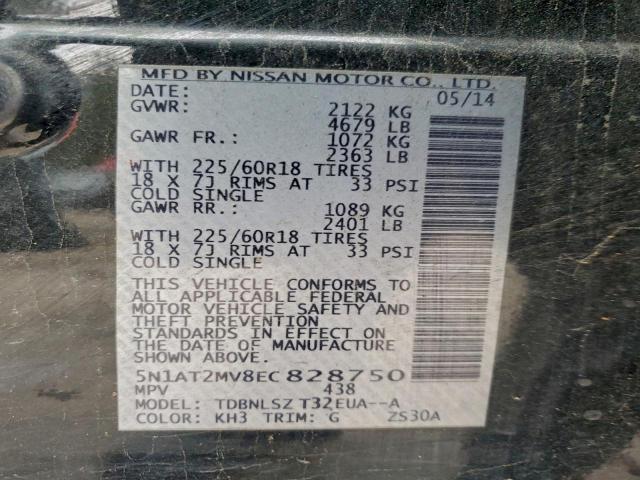 MFD BY NISSAN MOTOR CO., LTD.
DATE: 05/14
GVWR: 2122 KG
4679 LB
GAWR FR.: 1072 KG
2363 LB
WITH 225/60R18 TIRES
18 X 7J RIMS AT 33 PSI
COLD SINGLE
GAWR RR.: 1089 KG
2401 LB
WITH 225/60R18 TIRES
18 X 7J RIMS AT 33 PSI
COLD SINGLE
THIS VEHICLE CONFORMS TO
ALL APPLICABLE FEDERAL
MOTOR VEHICLE SAFETY AND
THEFT PREVENTION
STANDARDS IN EFFECT ON
THE DATE OF MANUFACTURE
SHOWN ABOVE.
5N1AT2MV8EC828750
MPV 438
MODEL: TDBNLSZ T32EUA--A
COLOR: KH3 TRIM: G ZS30A